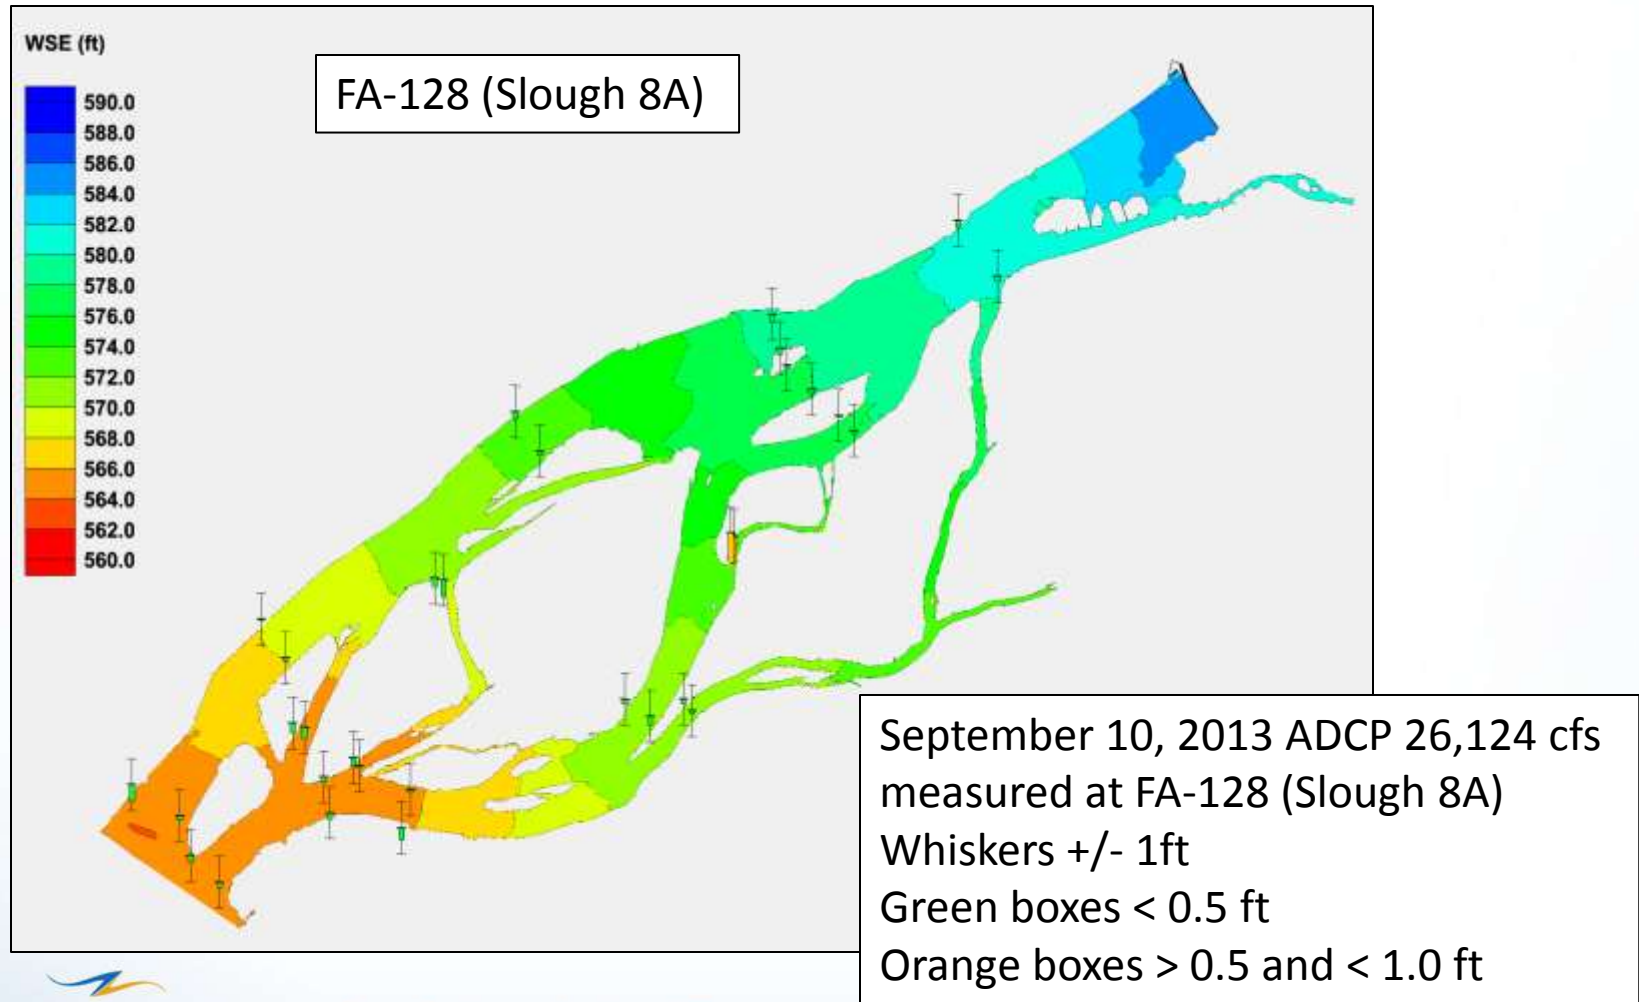 WSE (ft)
590.0
588.0
586.0
584.0
582.0
580.0
578.0
576.0
574.0
572.0
570.0
568.0
566.0
564.0
562.0
560.0
FA-128 (Slough 8A)
September 10, 2013 ADCP 26,124 cfs
measured at FA-128 (Slough 8A)
Whiskers +/- 1ft
Green boxes < 0.5 ft
Orange boxes > 0.5 and < 1.0 ft